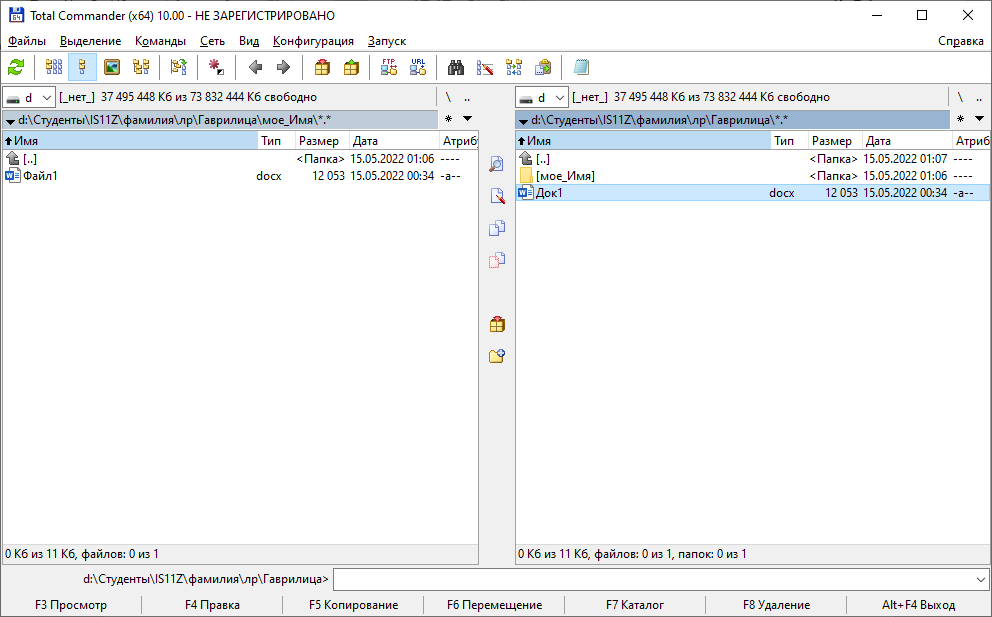 Total Commander (x64) 10.00 - НЕ ЗАРЕГИСТРИРОВАНО
Файлы Выделение Команды Сеть Вид Конфигурация Запуск Справка
FTP URL
d [_нет_] 37 495 448 Кб из 73 832 444 Кб свободно \ ..
d:\Студенты\IS11Z\фамилия\лр\Гаврилица\мое_Имя\*.* *
Имя Тип Размер Дата Атриб
[..] <Папка> 15.05.2022 01:06 ----
Файл1 docx 12 053 15.05.2022 00:34 -a--
0 Кб из 11 Кб, файлов: 0 из 1
d [_нет_] 37 495 448 Кб из 73 832 444 Кб свободно \ ..
d:\Студенты\IS11Z\фамилия\лр\Гаврилица\*.* *
Имя Тип Размер Дата Атриб
[..] <Папка> 15.05.2022 01:07 ----
[мое_Имя] <Папка> 15.05.2022 01:06 ----
Док1 docx 12 053 15.05.2022 00:34 -a--
0 Кб из 11 Кб, файлов: 0 из 1, папок: 0 из 1
d:\Студенты\IS11Z\фамилия\лр\Гаврилица>
F3 Просмотр F4 Правка F5 Копирование F6 Перемещение F7 Каталог F8 Удаление Alt+F4 Выход